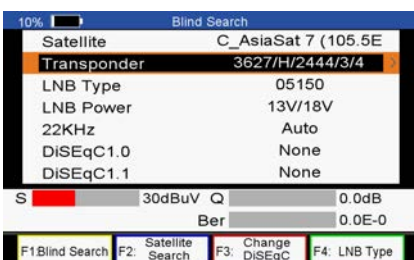 10% Blind Search
Satellite C_AsiaSat 7 (105.5E
Transponder 3627/H/2444/3/4
LNB Type 05150
LNB Power 13V/18V
22KHz Auto
DiSEqC1.0 None
DiSEqC1.1 None
S 30dBuV Q 0.0dB
Ber 0.0E-0
F1:Blind Search F2: Satellite Search F3: Change DiSEqC F4: LNB Type